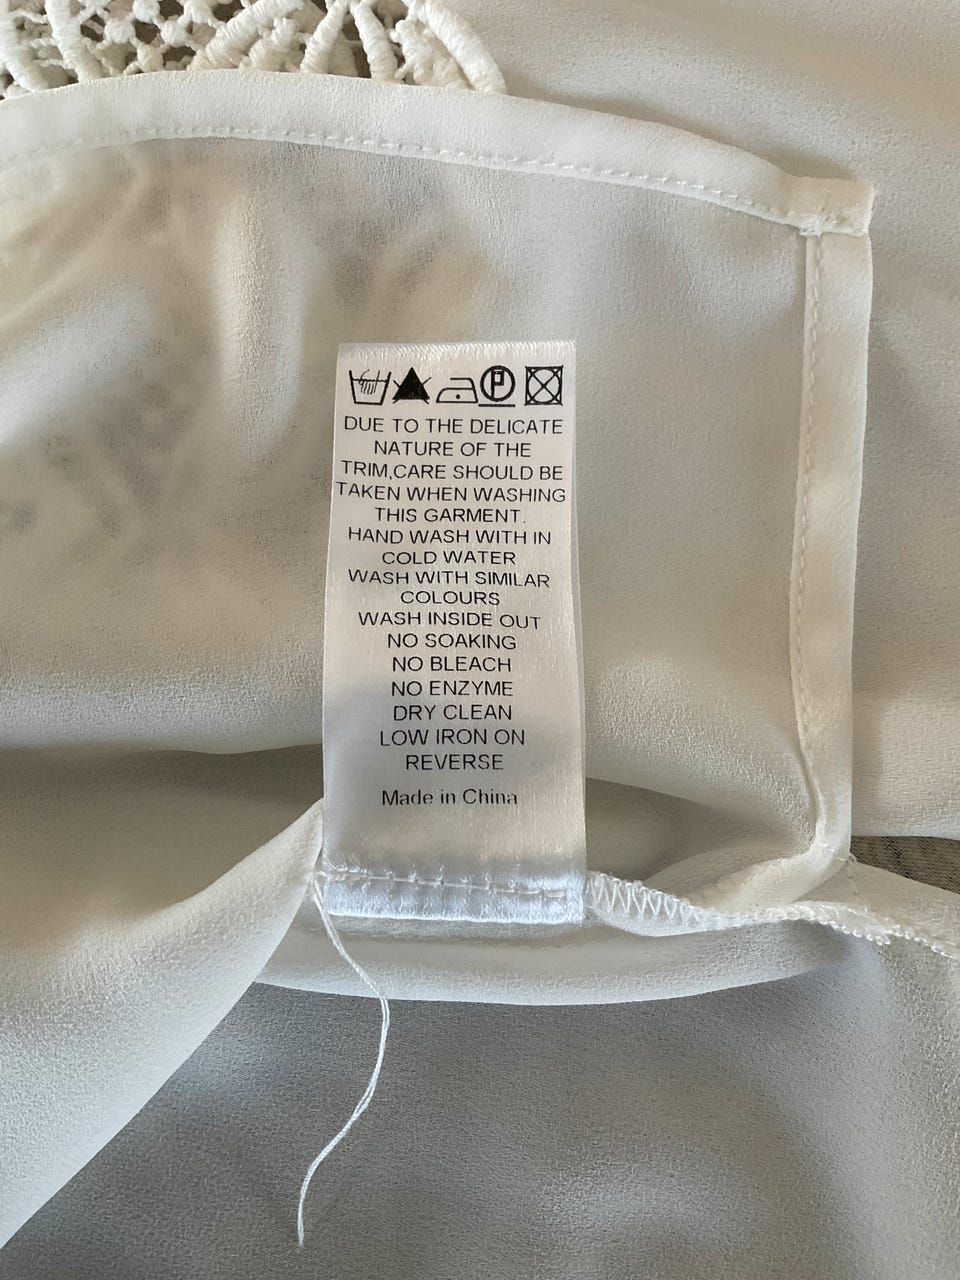 P
DUE TO THE DELICATE
NATURE OF THE
TRIM,CARE SHOULD BE
TAKEN WHEN WASHING
THIS GARMENT.
HAND WASH WITH IN
COLD WATER
WASH WITH SIMILAR
COLOURS
WASH INSIDE OUT
NO SOAKING
NO BLEACH
NO ENZYME
DRY CLEAN
LOW IRON ON
REVERSE
Made in China